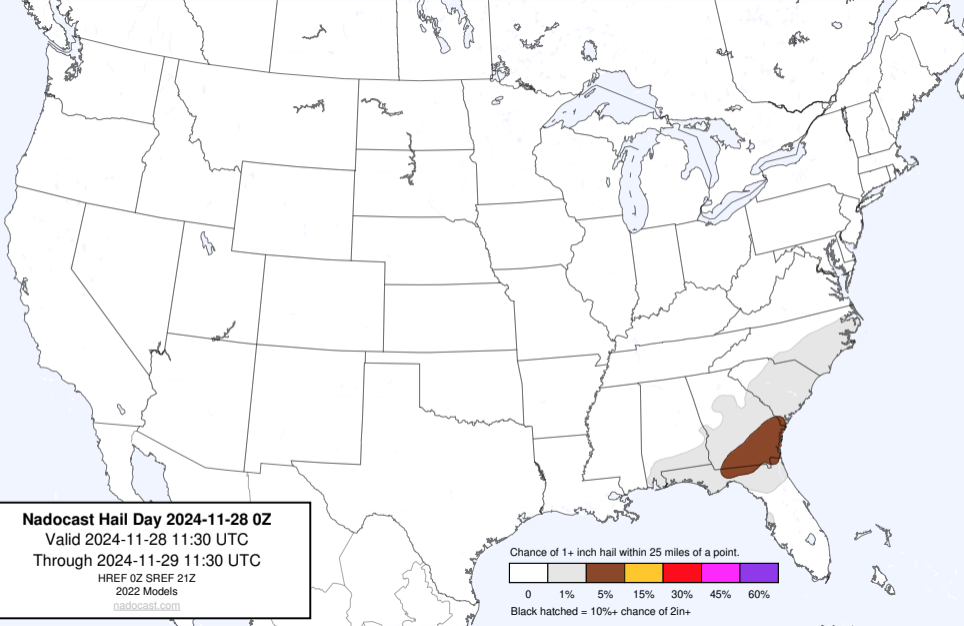 Nadocast Hail Day 2024-11-28 0Z
Valid 2024-11-28 11:30 UTC
Through 2024-11-29 11:30 UTC
HREF 0Z SREF 21Z
2022 Models
nadocast.com
Chance of 1+ inch hail within 25 miles of a point.
0 1% 5% 15% 30% 45% 60%
Black hatched = 10%+ chance of 2in+